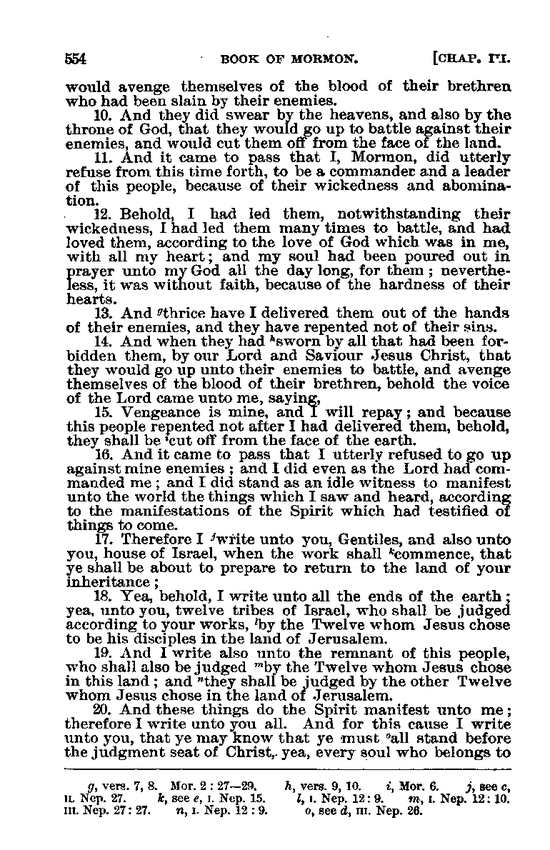 554 BOOK OF MORMON. [CHAP. III.
would avenge themselves of the blood of their brethren
who had been slain by their enemies.
10. And they did swear by the heavens, and also by the
throne of God, that they would go up to battle against their
enemies, and would cut them off from the face of the land.
11. And it came to pass that I, Mormon, did utterly
refuse from this time forth, to be a commander and a leader
of this people, because of their wickedness and abomina-
tion.
12. Behold, I had led them, notwithstanding their
wickedness, I had led them many times to battle, and had
loved them, according to the love of God which was in me,
with all my heart; and my soul had been poured out in
prayer unto my God all the day long, for them; neverthe-
less, it was without faith, because of the hardness of their
hearts.
13. And gthrice have I delivered them out of the hands
of their enemies, and they have repented not of their sins.
14. And when they had hsworn by all that had been for-
bidden them, by our Lord and Saviour Jesus Christ, that
they would go up unto their enemies to battle, and avenge
themselves of the blood of their brethren, behold the voice
of the Lord came unto me, saying,
15. Vengeance is mine, and I will repay; and because
this people repented not after I had delivered them, behold,
they shall be icut off from the face of the earth.
16. And it came to pass that I utterly refused to go up
against mine enemies; and I did even as the Lord had com-
manded me; and I did stand as an idle witness to manifest
unto the world the things which I saw and heard, according
to the manifestations of the Spirit which had testified of
things to come.
17. Therefore I jwrite unto you, Gentiles, and also unto
you, house of Israel, when the work shall kcommence, that
ye shall be about to prepare to return to the land of your
inheritance;
18. Yea, behold, I write unto all the ends of the earth;
yea, unto you, twelve tribes of Israel, who shall be judged
according to your works, lby the Twelve whom Jesus chose
to be his disciples in the land of Jerusalem.
19. And I write also unto the remnant of this people,
who shall also be judged mby the Twelve whom Jesus chose
in this land; and nthey shall be judged by the other Twelve
whom Jesus chose in the land of Jerusalem.
20. And these things do the Spirit manifest unto me;
therefore I write unto you all. And for this cause I write
unto you, that ye may know that ye must oall stand before
the judgment seat of Christ, yea, every soul who belongs to
g, vers. 7, 8. Mor. 2:27—29. h, vers. 9, 10. i, Mor. 6. j, see c,
II. Nep. 27. k, see e, I. Nep. 15. l, I. Nep. 12:9. m, I. Nep. 12:10.
III. Nep. 27:27. n, I. Nep. 12:9. o, see d, III. Nep. 26.